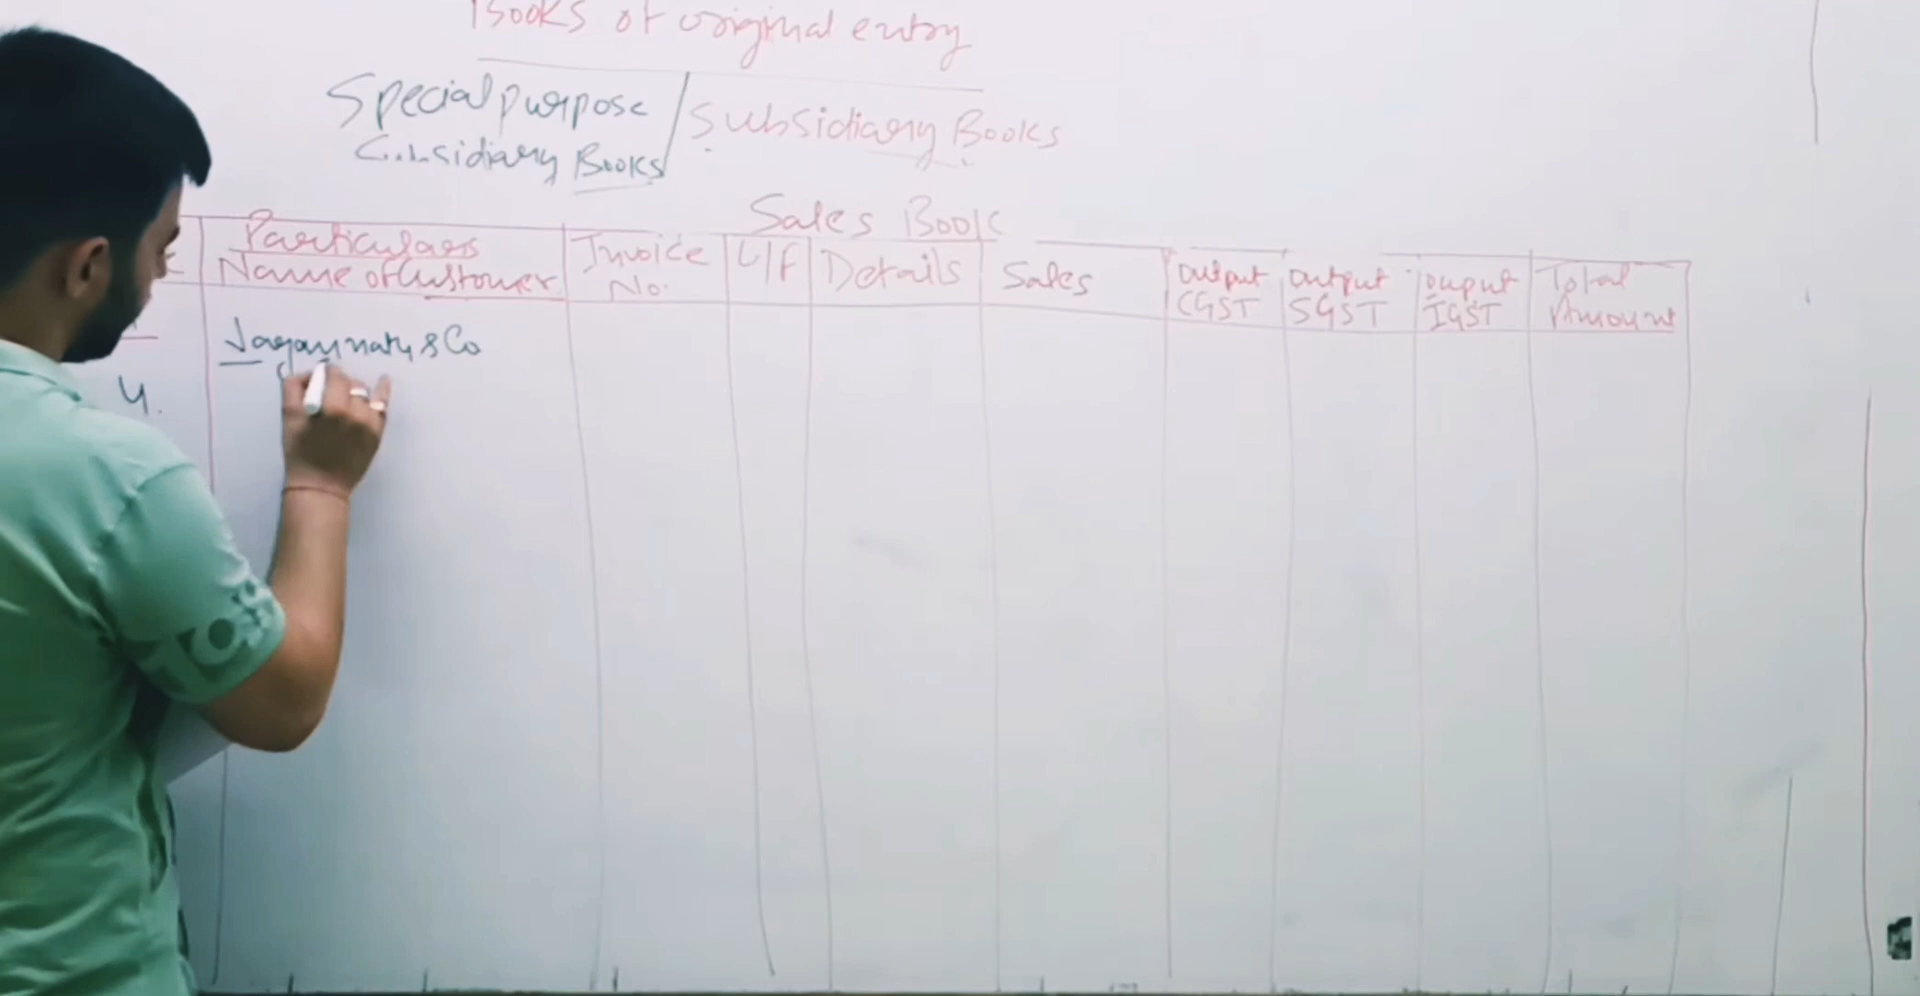 Books of original entry
Special purpose / Subsidiary Books
Subsidiary Books
Sales Book
Particulars
Name of Customer
Invoice No.
L/F
Details
Sales
Output CGST
Output SGST
Ouput IGST
Total Amount
Jagannath & Co
4.